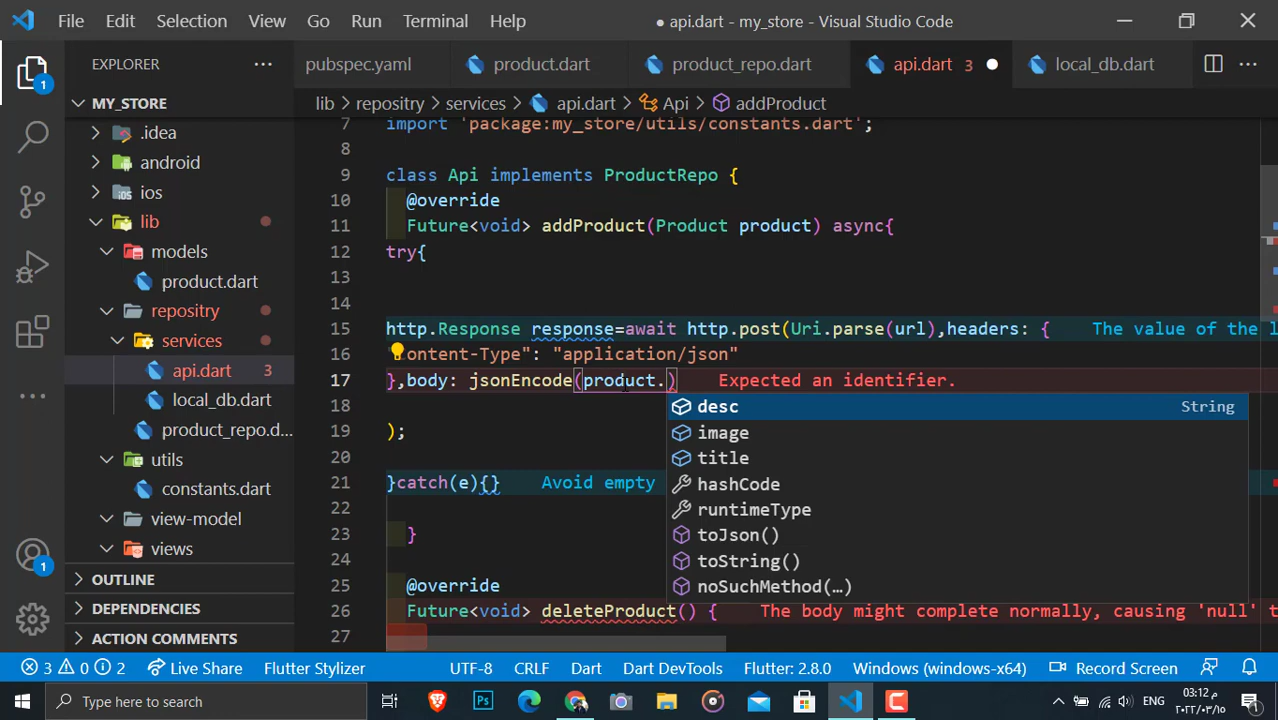 File Edit Selection View Go Run Terminal Help
● api.dart - my_store - Visual Studio Code
EXPLORER
MY_STORE
.idea
android
ios
lib
models
product.dart
repositry
services
api.dart 3
local_db.dart
product_repo.d...
utils
constants.dart
view-model
views
OUTLINE
DEPENDENCIES
ACTION COMMENTS
1
1
pubspec.yaml product.dart product_repo.dart api.dart 3 ● local_db.dart
lib > repositry > services > api.dart > Api > addProduct
7 import 'package:my_store/utils/constants.dart';
8
9 class Api implements ProductRepo {
10 @override
11 Future<void> addProduct(Product product) async{
12 try{
13
14
15 http.Response response=await http.post(Uri.parse(url),headers: { The value of the l
16 ontent-Type": "application/json"
17 },body: jsonEncode(product.) Expected an identifier.
18
19 );
20
21 }catch(e){} Avoid empty
22
23 }
24
25 @override
26 Future<void> deleteProduct() { The body might complete normally, causing 'null' t
27
desc String
image
title
hashCode
runtimeType
toJson()
toString()
noSuchMethod(…)
3 0 2 Live Share Flutter Stylizer UTF-8 CRLF Dart Dart DevTools Flutter: 2.8.0 Windows (windows-x64) Record Screen
Type here to search
Ps
ENG
03:12 م
٢٠٢٢/٠٣/١٥
1